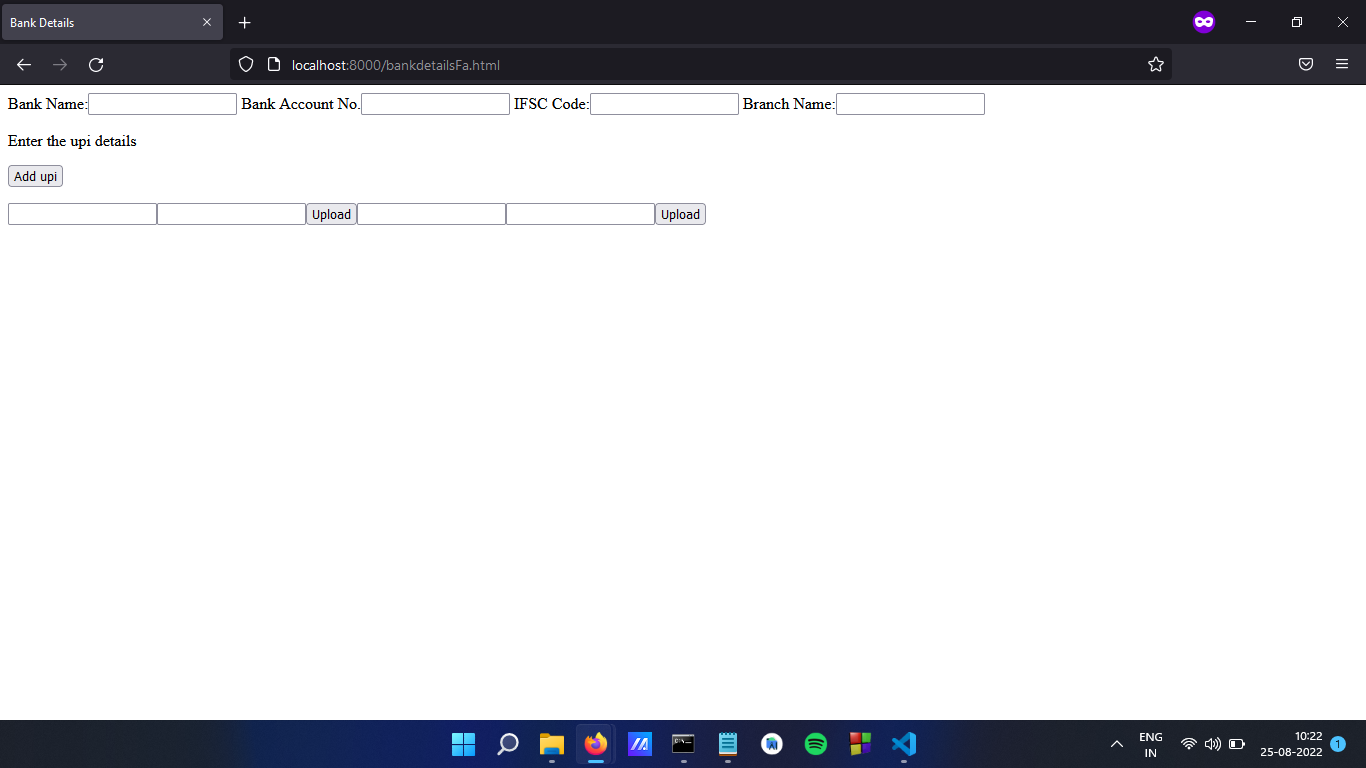 Bank Details
localhost:8000/bankdetailsFa.html
Bank Name: Bank Account No. IFSC Code: Branch Name:
Enter the upi details
Add upi
Upload Upload
ENG
IN
10:22
25-08-2022
1